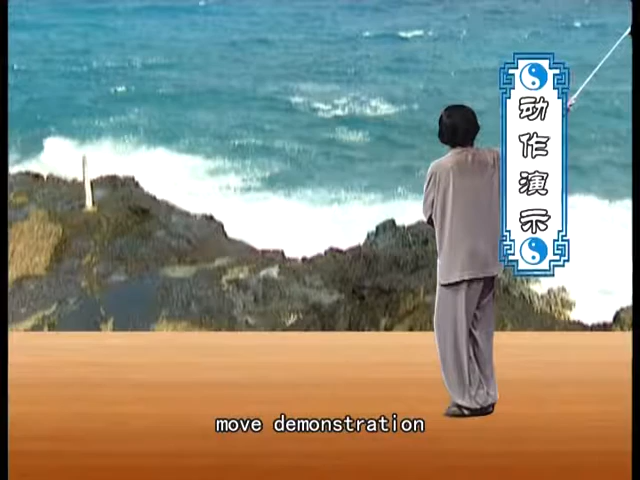 动作演示
move demonstration